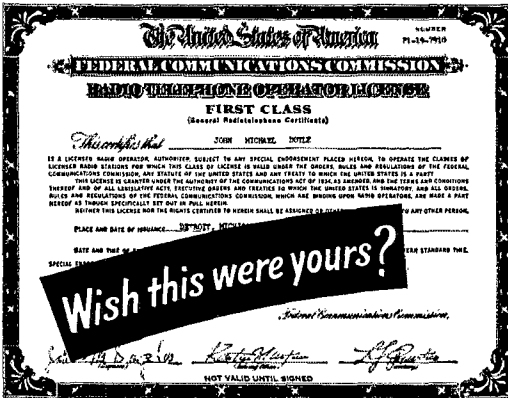 The United States of America
NUMBER
P1-14-7910
FEDERAL COMMUNICATIONS COMMISSION
RADIO TELEPHONE OPERATOR LICENSE
FIRST CLASS
(General Radiotelephone Certificate)
This certifies that JOHN MICHAEL DOYLE
IS A LICENSED RADIO OPERATOR, AUTHORIZED, SUBJECT TO ANY SPECIAL ENDORSEMENT PLACED HEREON, TO OPERATE THE CLASSES OF
LICENSED RADIO STATIONS FOR WHICH THIS CLASS OF LICENSE IS VALID UNDER THE ORDERS, RULES AND REGULATIONS OF THE FEDERAL
COMMUNICATIONS COMMISSION, ANY STATUTE OF THE UNITED STATES AND ANY TREATY TO WHICH THE UNITED STATES IS A PARTY
THIS LICENSE IS GRANTED UNDER THE AUTHORITY OF THE COMMUNICATIONS ACT OF 1934, AS AMENDED, AND THE TERMS AND CONDITIONS
THEREOF AND OF ALL LEGISLATIVE ACTS, EXECUTIVE ORDERS AND TREATIES TO WHICH THE UNITED STATES IS SIGNATORY, AND ALL ORDERS,
RULES AND REGULATIONS OF THE FEDERAL COMMUNICATIONS COMMISSION, WHICH ARE BINDING UPON RADIO OPERATORS, ARE MADE A PART
HEREOF AS THOUGH SPECIFICALLY SET OUT IN FULL HEREIN.
NEITHER THIS LICENSE NOR THE RIGHTS CERTIFIED TO HEREIN SHALL BE ASSIGNED OR TO ANY OTHER PERSON.
PLACE AND DATE OF ISSUANCE DETROIT,
DATE AND TIME OF STANDARD TIME.
SPECIAL
Wish this were yours?
Federal Communications Commission.
NOT VALID UNTIL SIGNED